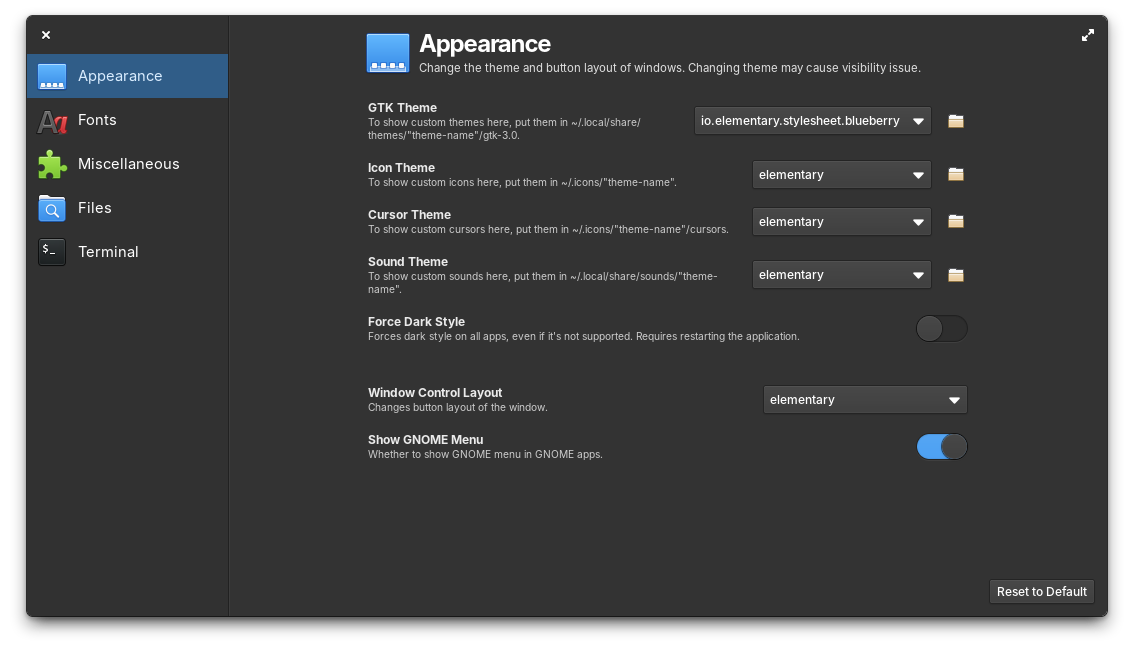 Appearance
Fonts
Miscellaneous
Files
$_
Terminal
Appearance
Change the theme and button layout of windows. Changing theme may cause visibility issue.
GTK Theme
To show custom themes here, put them in ~/.local/share/
themes/"theme-name"/gtk-3.0.
io.elementary.stylesheet.blueberry
Icon Theme
To show custom icons here, put them in ~/.icons/"theme-name".
elementary
Cursor Theme
To show custom cursors here, put them in ~/.icons/"theme-name"/cursors.
elementary
Sound Theme
To show custom sounds here, put them in ~/.local/share/sounds/"theme-
name".
elementary
Force Dark Style
Forces dark style on all apps, even if it's not supported. Requires restarting the application.
Window Control Layout
Changes button layout of the window.
elementary
Show GNOME Menu
Whether to show GNOME menu in GNOME apps.
Reset to Default